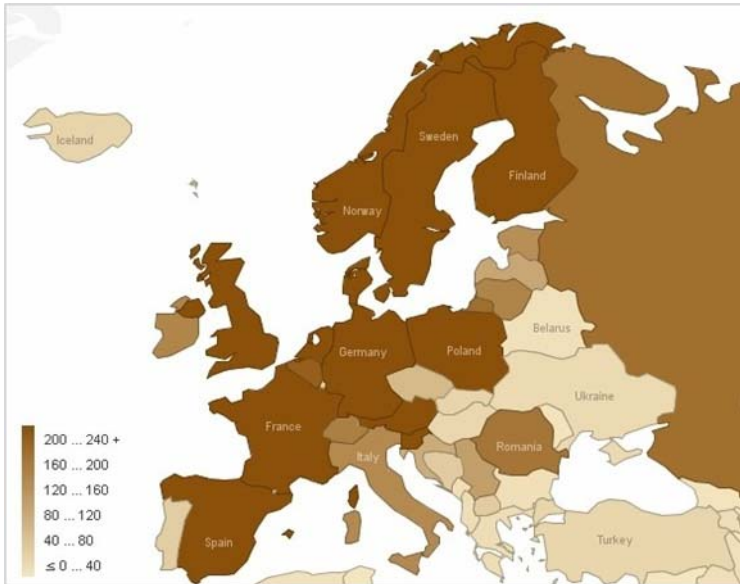 Iceland
Sweden
Finland
Norway
Belarus
Germany
Poland
Ukraine
France
Romania
Italy
Spain
Turkey
200 ... 240 +
160 ... 200
120 ... 160
80 ... 120
40 ... 80
≤ 0 ... 40